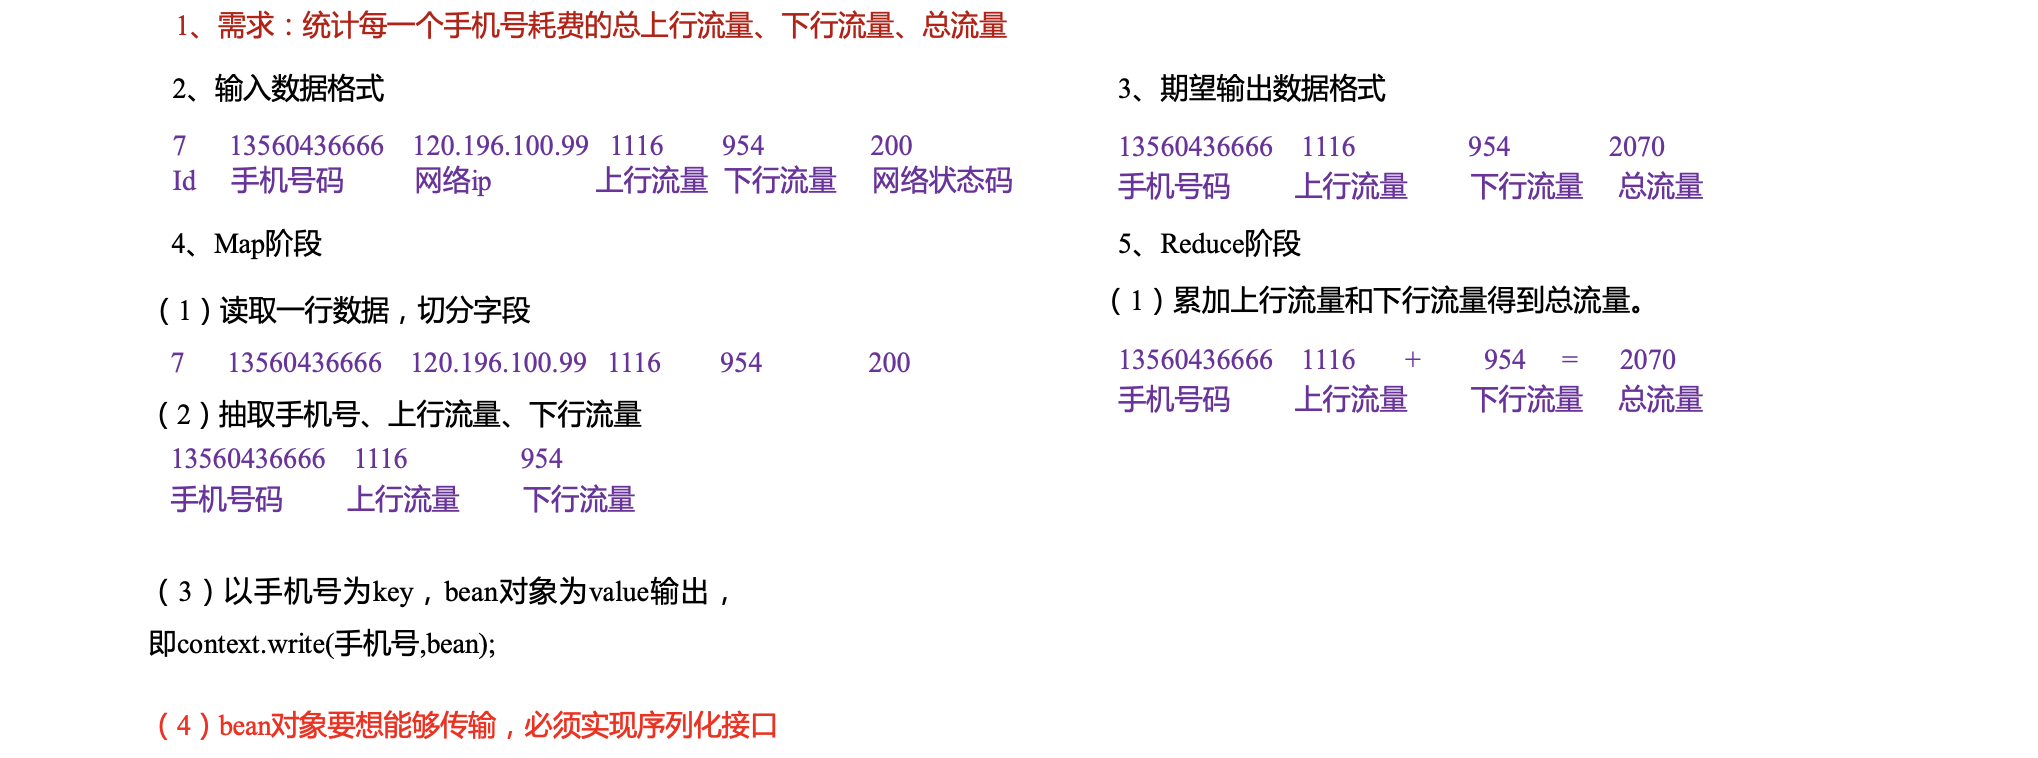 1、需求：统计每一个手机号耗费的总上行流量、下行流量、总流量
2、输入数据格式
7 13560436666 120.196.100.99 1116 954 200
Id 手机号码 网络ip 上行流量 下行流量 网络状态码
3、期望输出数据格式
13560436666 1116 954 2070
手机号码 上行流量 下行流量 总流量
4、Map阶段
（1）读取一行数据，切分字段
7 13560436666 120.196.100.99 1116 954 200
（2）抽取手机号、上行流量、下行流量
13560436666 1116 954
手机号码 上行流量 下行流量
（3）以手机号为key，bean对象为value输出，
即context.write(手机号,bean);
（4）bean对象要想能够传输，必须实现序列化接口
5、Reduce阶段
（1）累加上行流量和下行流量得到总流量。
13560436666 1116 + 954 = 2070
手机号码 上行流量 下行流量 总流量